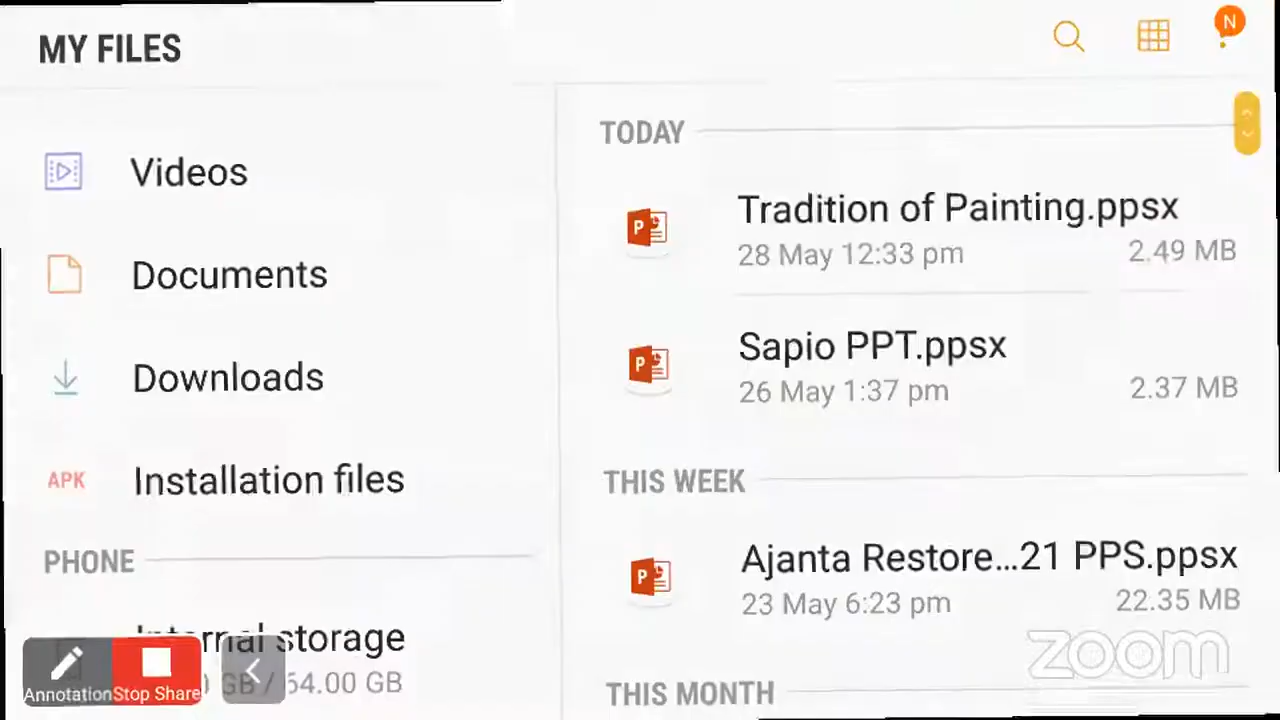 MY FILES
N
Videos
Documents
Downloads
APK Installation files
PHONE
Internal storage
GB / 64.00 GB
Annotation
Stop Share
TODAY
P
Tradition of Painting.ppsx
28 May 12:33 pm 2.49 MB
P
Sapio PPT.ppsx
26 May 1:37 pm 2.37 MB
THIS WEEK
P
Ajanta Restore...21 PPS.ppsx
23 May 6:23 pm 22.35 MB
zoom
THIS MONTH